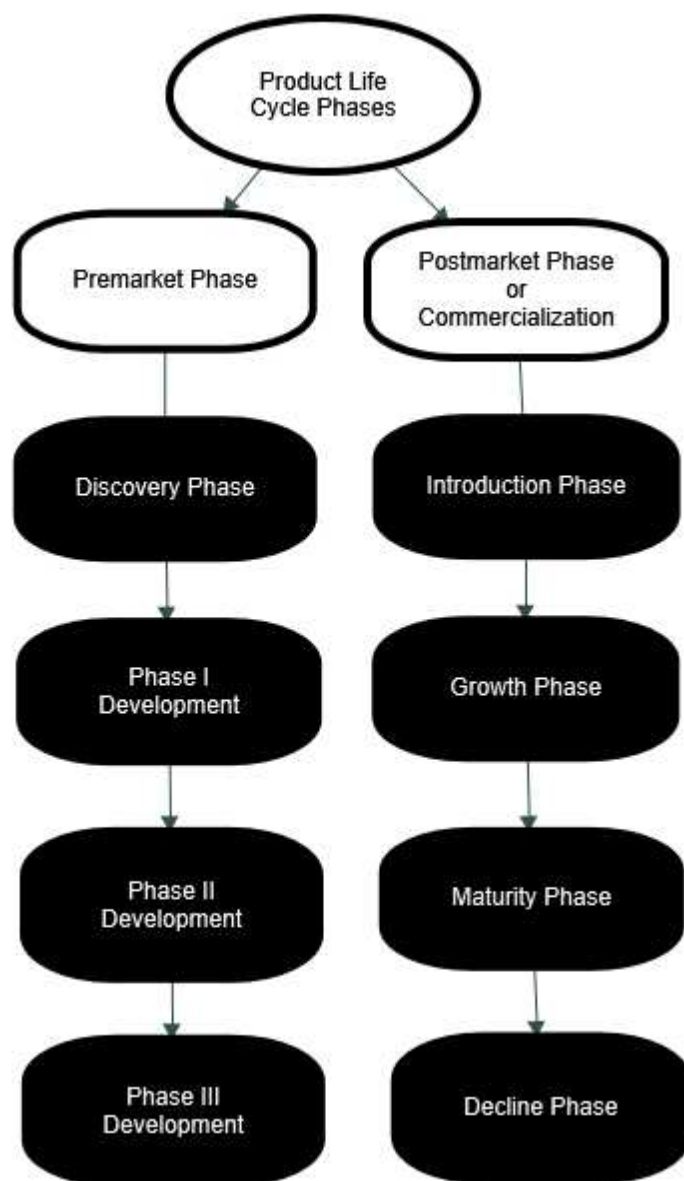 Product Life
Cycle Phases
Premarket Phase
Postmarket Phase
or
Commercialization
Discovery Phase
Introduction Phase
Phase I
Development
Growth Phase
Phase II
Development
Maturity Phase
Phase III
Development
Decline Phase